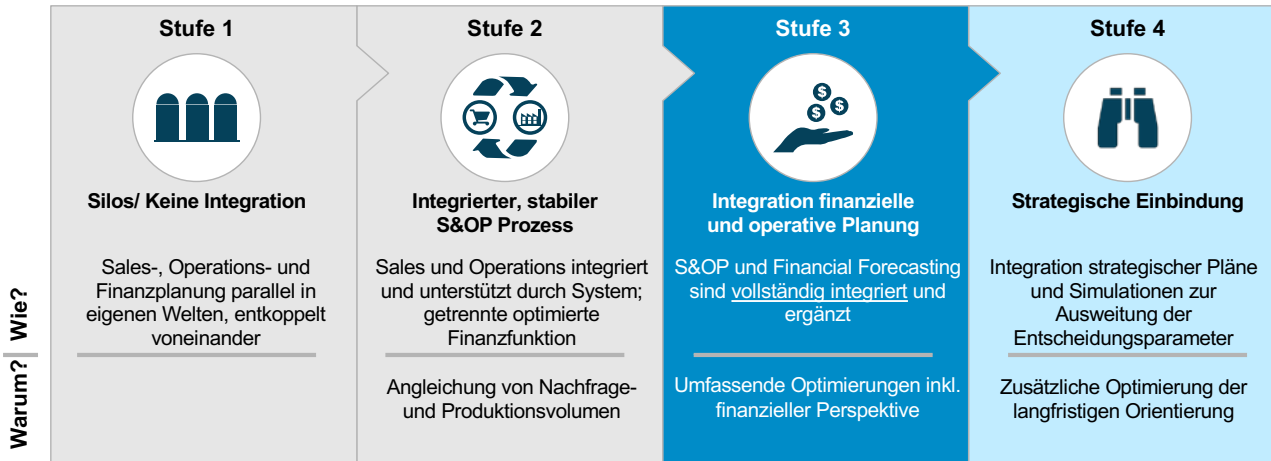 Stufe 1
Silos/ Keine Integration
Sales-, Operations- und
Finanzplanung parallel in
eigenen Welten, entkoppelt
voneinander
Stufe 2
Integrierter, stabiler
S&OP Prozess
Sales und Operations integriert
und unterstützt durch System;
getrennte optimierte
Finanzfunktion
Angleichung von Nachfrage-
und Produktionsvolumen
Stufe 3
$
$
$
Integration finanzielle
und operative Planung
S&OP und Financial Forecasting
sind vollständig integriert und
ergänzt
Umfassende Optimierungen inkl.
finanzieller Perspektive
Stufe 4
Strategische Einbindung
Integration strategischer Pläne
und Simulationen zur
Ausweitung der
Entscheidungsparameter
Zusätzliche Optimierung der
langfristigen Orientierung
Wie?
Warum?